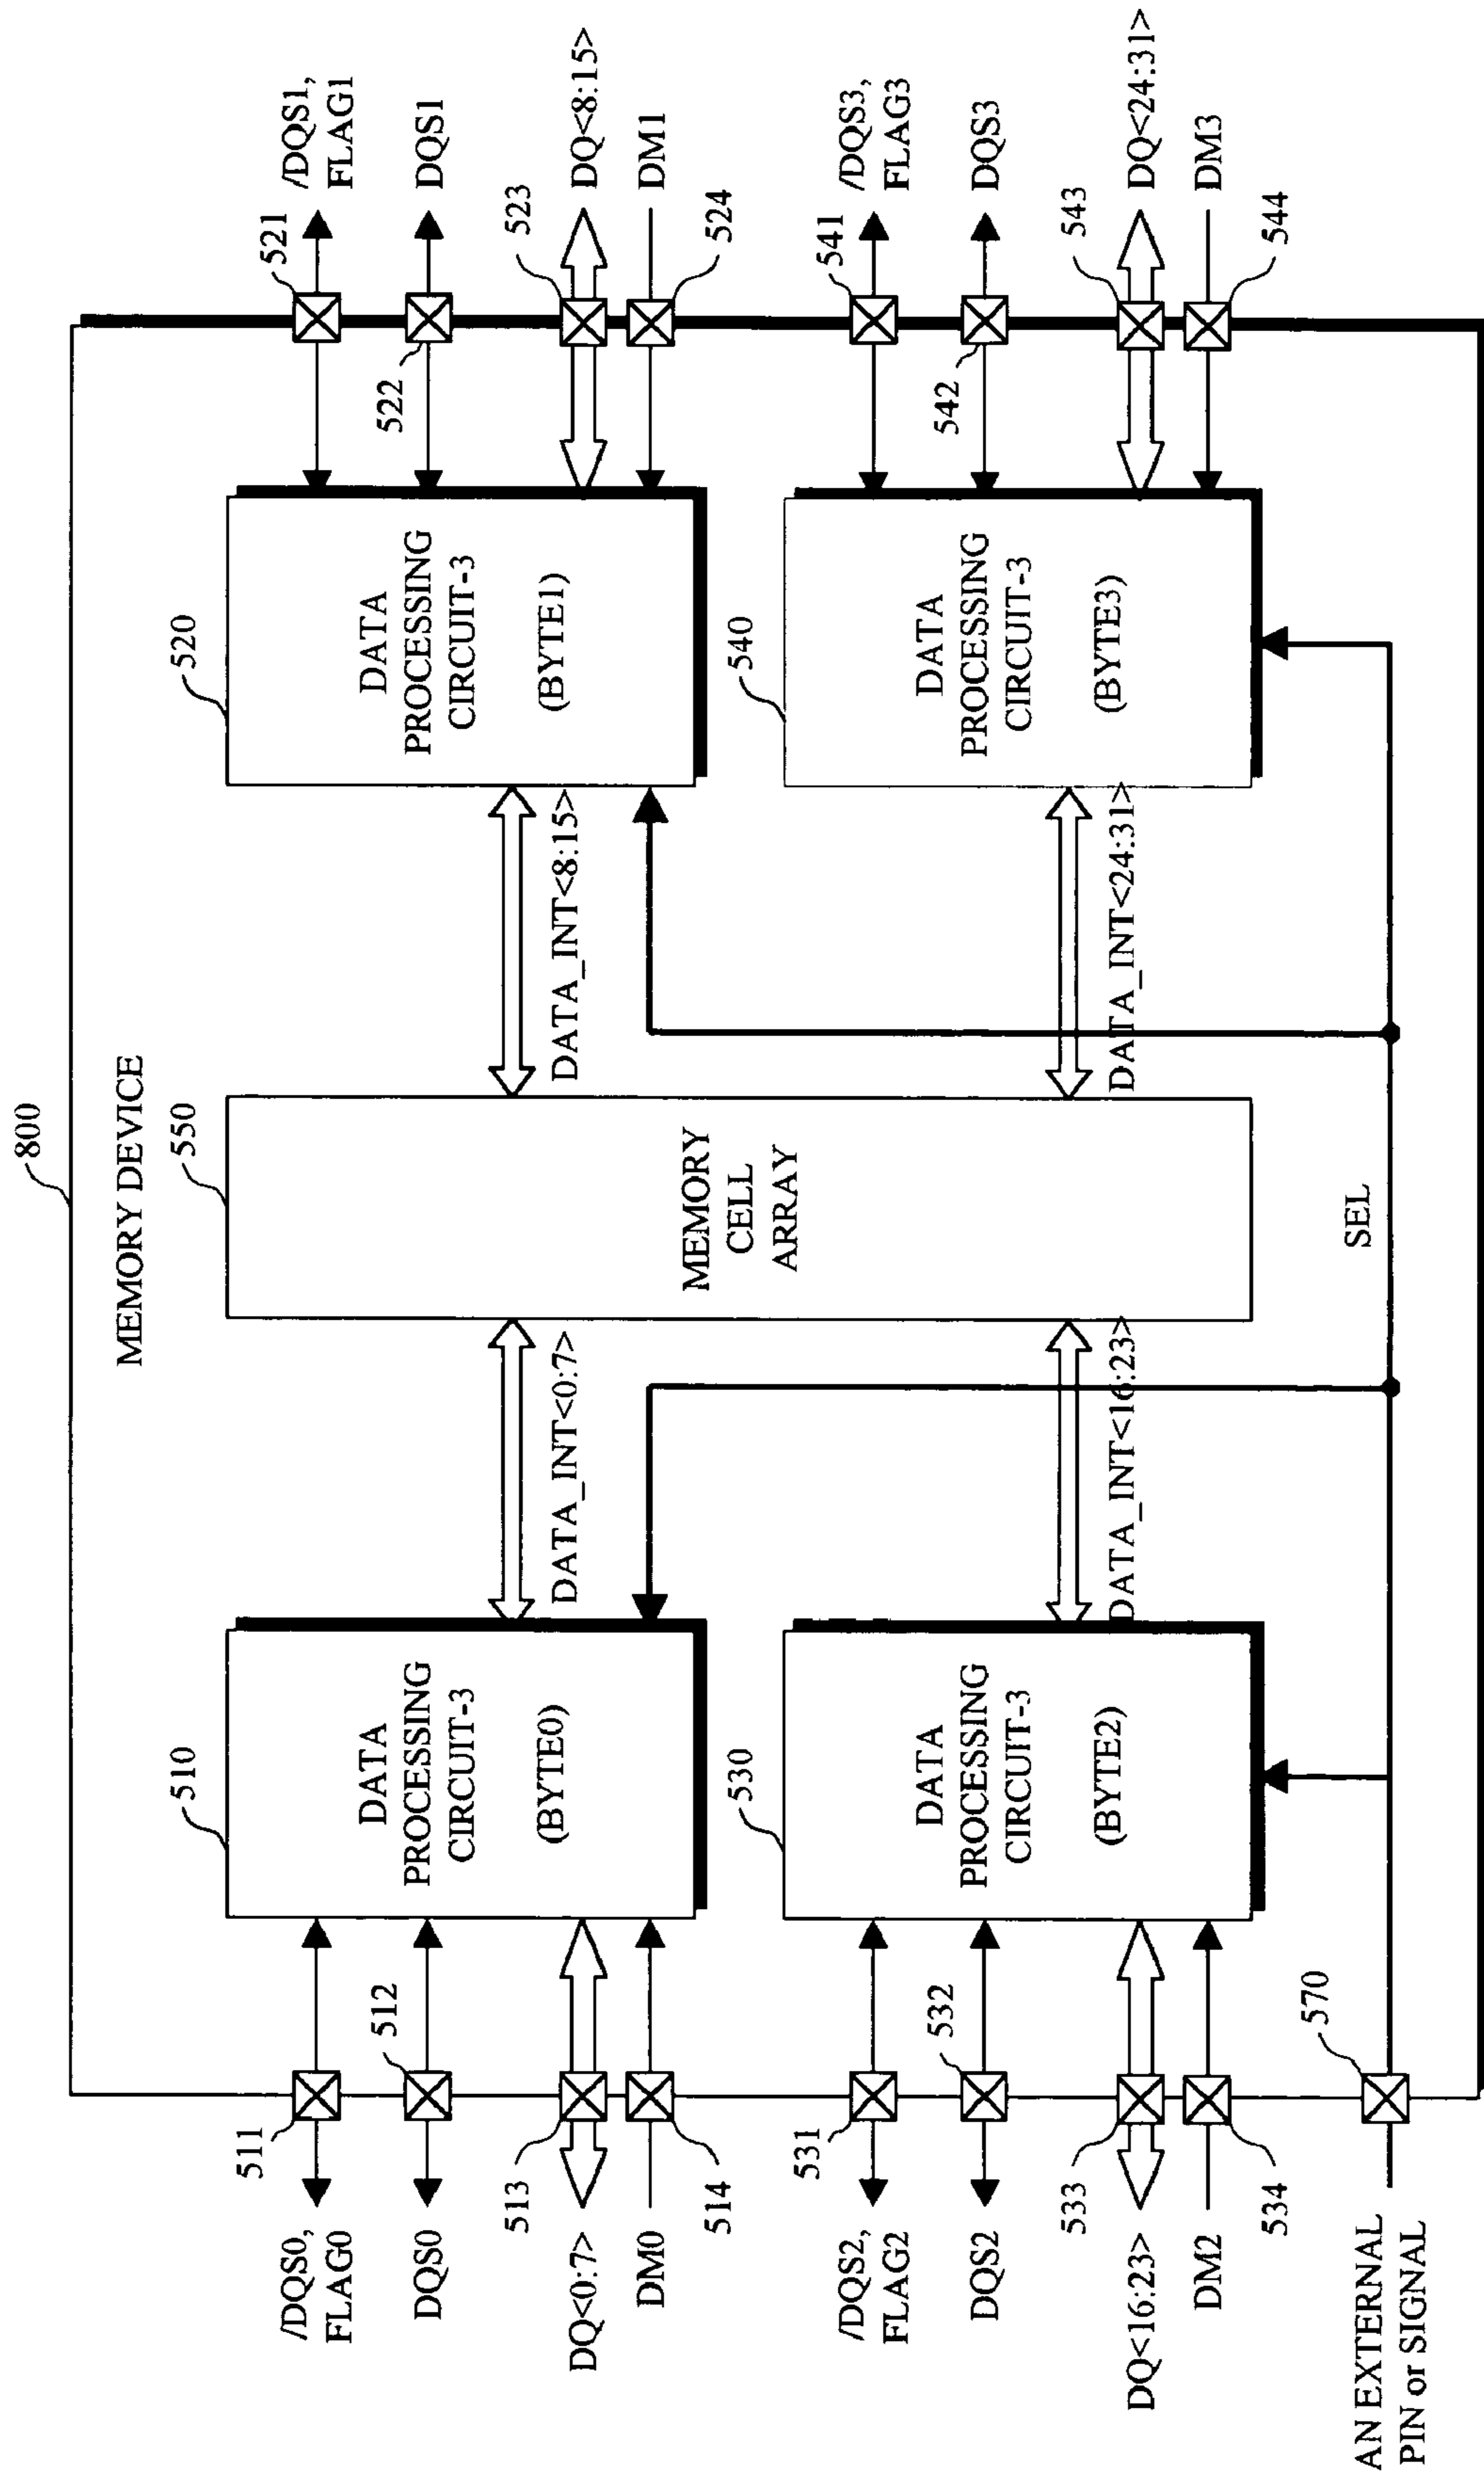 800
MEMORY DEVICE
510
550
520
511
/DQS0,
FLAG0
512
DQS0
513
DQ<0:7>
DM0
514
DATA
PROCESSING
CIRCUIT-3
(BYTE0)
DATA_INT<0:7>
MEMORY
CELL
ARRAY
DATA_INT<8:15>
DATA
PROCESSING
CIRCUIT-3
(BYTE1)
521
/DQS1,
FLAG1
522
DQS1
523
DQ<8:15>
DM1
524
530
540
531
/DQS2,
FLAG2
532
DQS2
533
DQ<16:23>
DM2
534
DATA
PROCESSING
CIRCUIT-3
(BYTE2)
DATA_INT<16:23>
DATA_INT<24:31>
DATA
PROCESSING
CIRCUIT-3
(BYTE3)
541
/DQS3,
FLAG3
542
DQS3
543
DQ<24:31>
DM3
544
570
AN EXTERNAL
PIN or SIGNAL
SEL